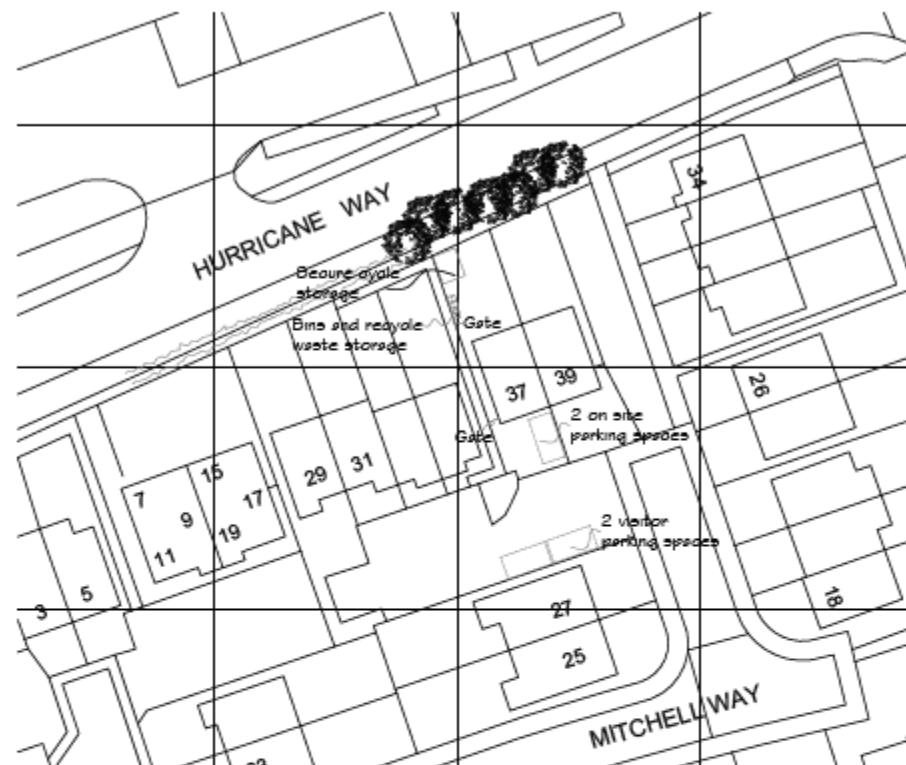 34
HURRICANE WAY
Secure cycle
storage
Bins and recycle
waste storage
Gate
37
39
26
2 on site
parking spaces
Gate
29
31
15
7
17
9
19
11
2 visitor
parking spaces
5
3
27
18
25
MITCHELL WAY